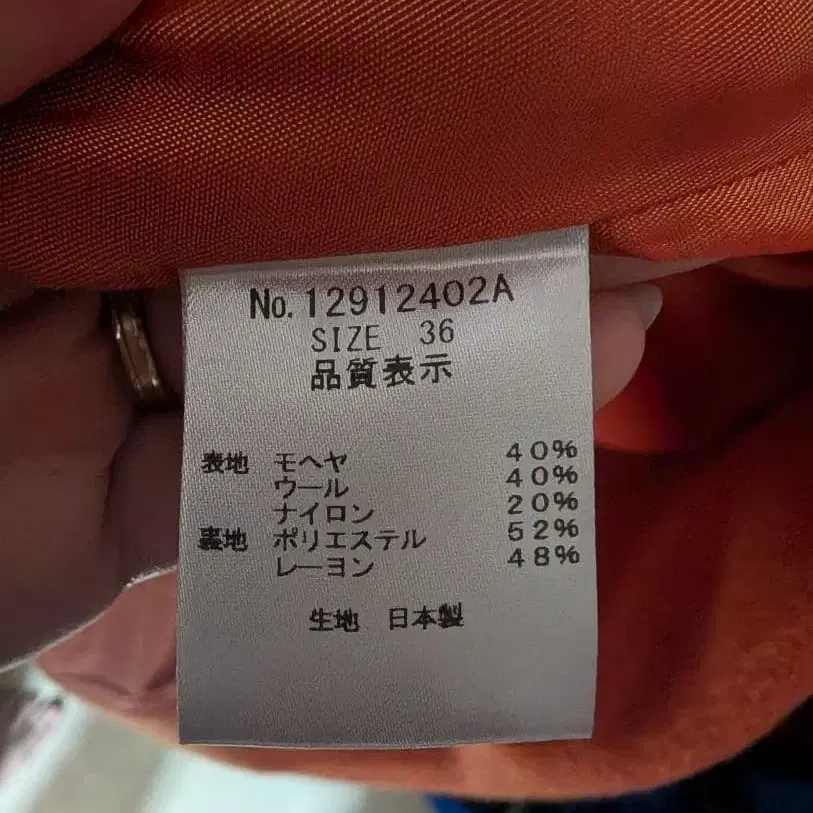 No. 12912402A
SIZE 36
品質表示
表地 モヘヤ 40%
ウール 40%
ナイロン 20%
裏地 ポリエステル 52%
レーヨン 48%
生地 日本製